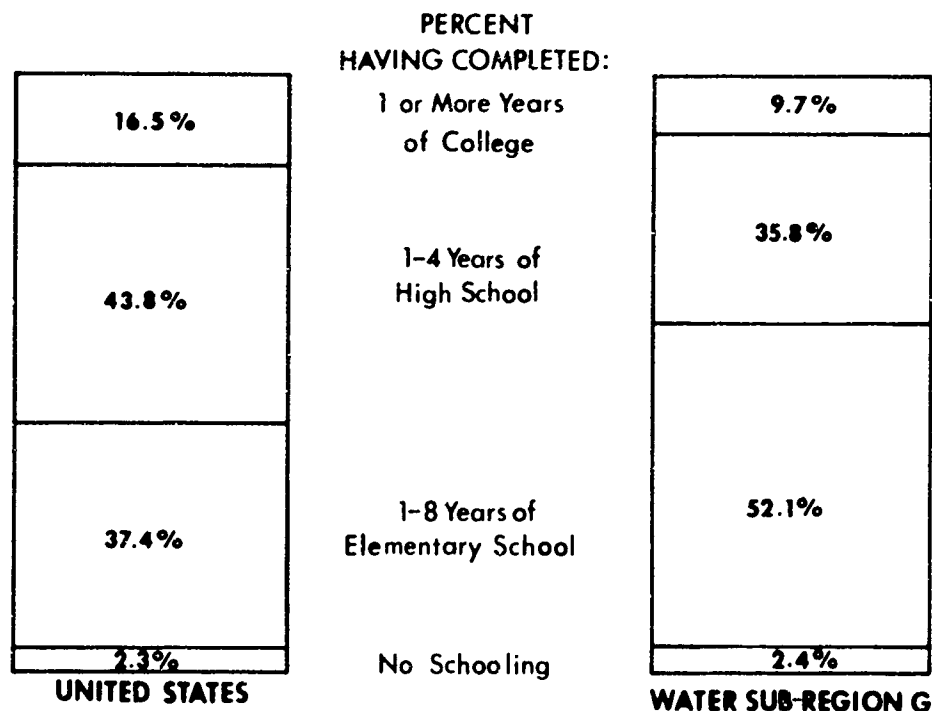 PERCENT
HAVING COMPLETED:
16.5%
1 or More Years
of College
9.7%
43.8%
1-4 Years of
High School
35.8%
37.4%
1-8 Years of
Elementary School
52.1%
2.3%
No Schooling
2.4%
UNITED STATES
WATER SUB-REGION G